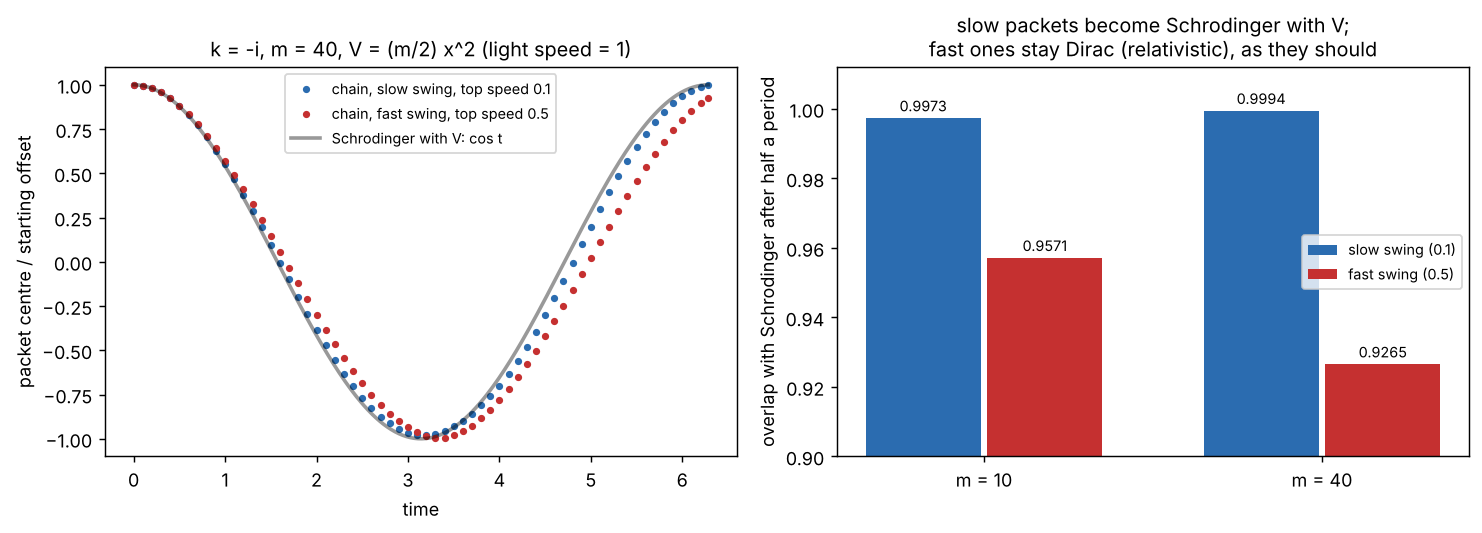 k = -i, m = 40, V = (m/2) x^2 (light speed = 1)
chain, slow swing, top speed 0.1
chain, fast swing, top speed 0.5
Schrodinger with V: cos t
packet centre / starting offset
1.00
0.75
0.50
0.25
0.00
−0.25
−0.50
−0.75
−1.00
0 1 2 3 4 5 6
time
slow packets become Schrodinger with V;
fast ones stay Dirac (relativistic), as they should
overlap with Schrodinger after half a period
1.00
0.98
0.96
0.94
0.92
0.90
0.9973
0.9571
0.9994
0.9265
slow swing (0.1)
fast swing (0.5)
m = 10 m = 40